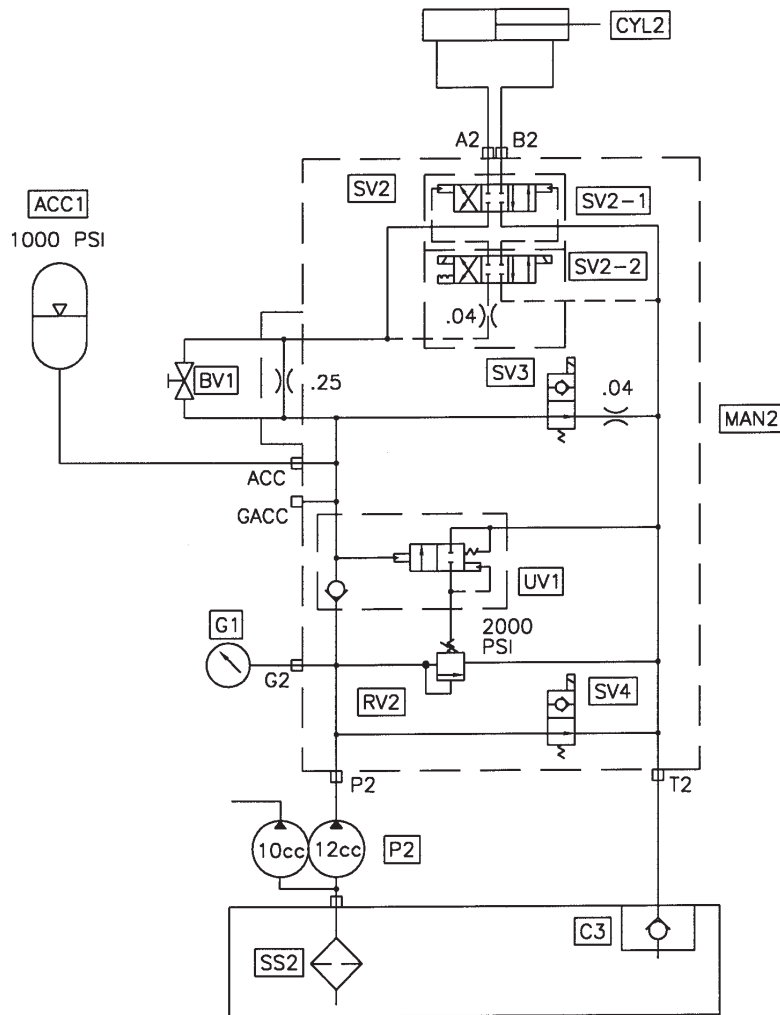 CYL2
A2 B2
SV2
SV2-1
ACC1
1000 PSI
SV2-2
.04
SV3
BV1
.25
.04
MAN2
ACC
GACC
UV1
G1
2000
PSI
G2
RV2
SV4
P2
T2
10cc
12cc
P2
C3
SS2